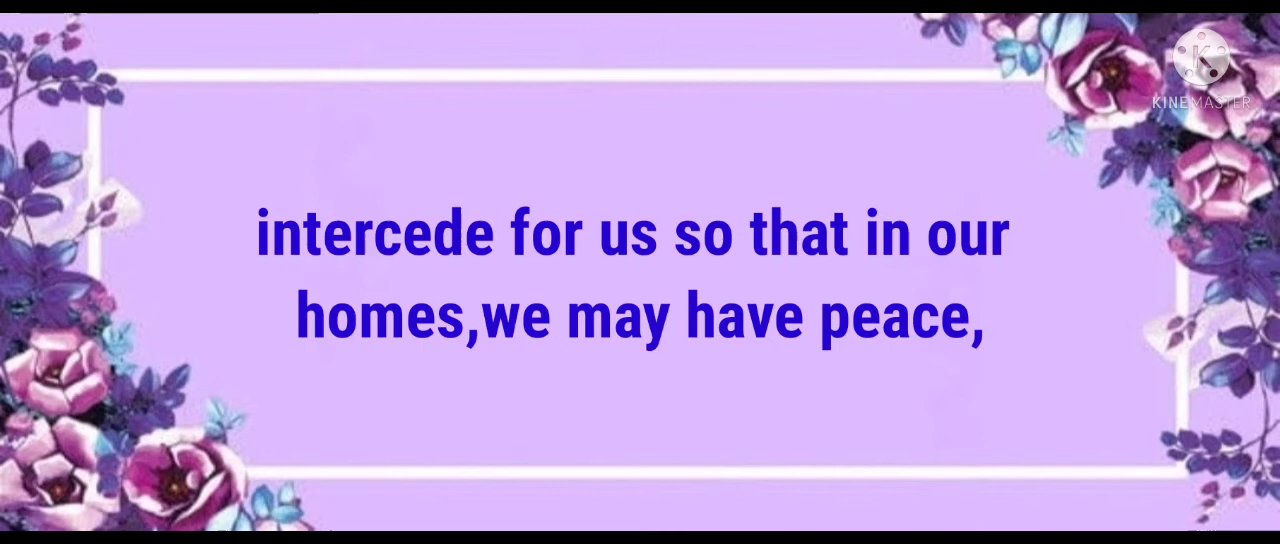 KINEMASTER
intercede for us so that in our
homes,we may have peace,